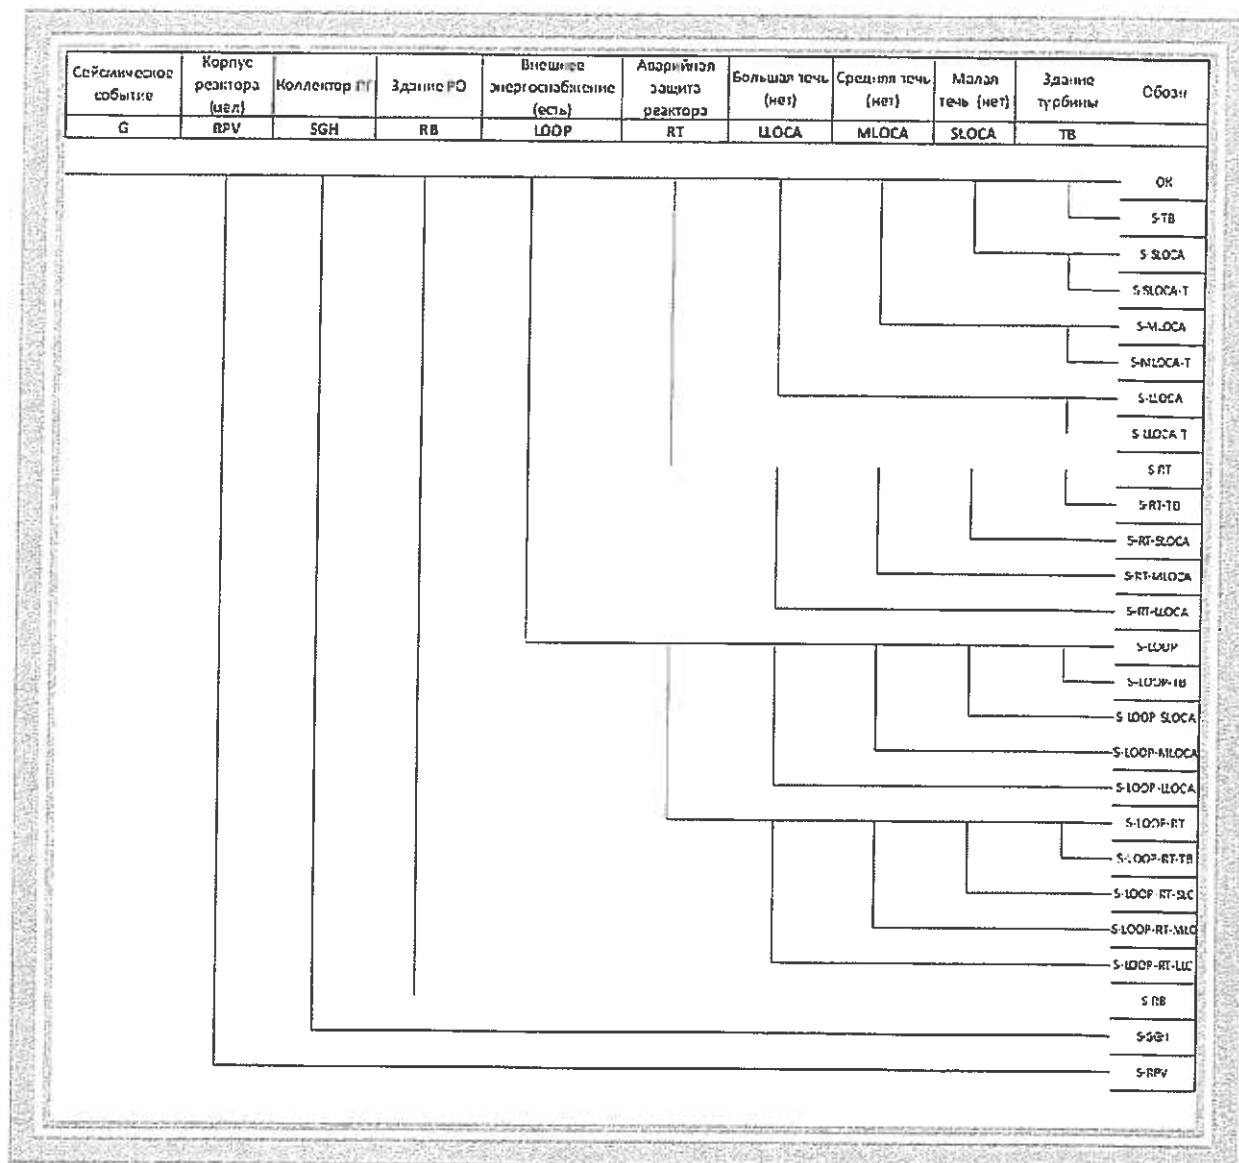 Сейсмическое
событие
Корпус
реактора
(цел)
Коллектор ПГ
Здание РО
Внешнее
энергоснабжение
(есть)
Аварийная
защита
реактора
Большая течь
(нет)
Средняя течь
(нет)
Малая
течь (нет)
Здание
турбины
Обозн
G RPV SGH RB LOOP RT LLOCA MLOCA SLOCA TB
OK
S-TB
S-SLOCA
S-SLOCA-T
S-MLOCA
S-MLOCA-T
S-LLOCA
S-LLOCA-T
S-RT
S-RT-TB
S-RT-SLOCA
S-RT-MLOCA
S-RT-LLOCA
S-LOOP
S-LOOP-TB
S-LOOP-SLOCA
S-LOOP-MLOCA
S-LOOP-LLOCA
S-LOOP-RT
S-LOOP-RT-TB
S-LOOP-RT-SLC
S-LOOP-RT-MLO
S-LOOP-RT-LLC
S-RB
S-SGH
S-RPV